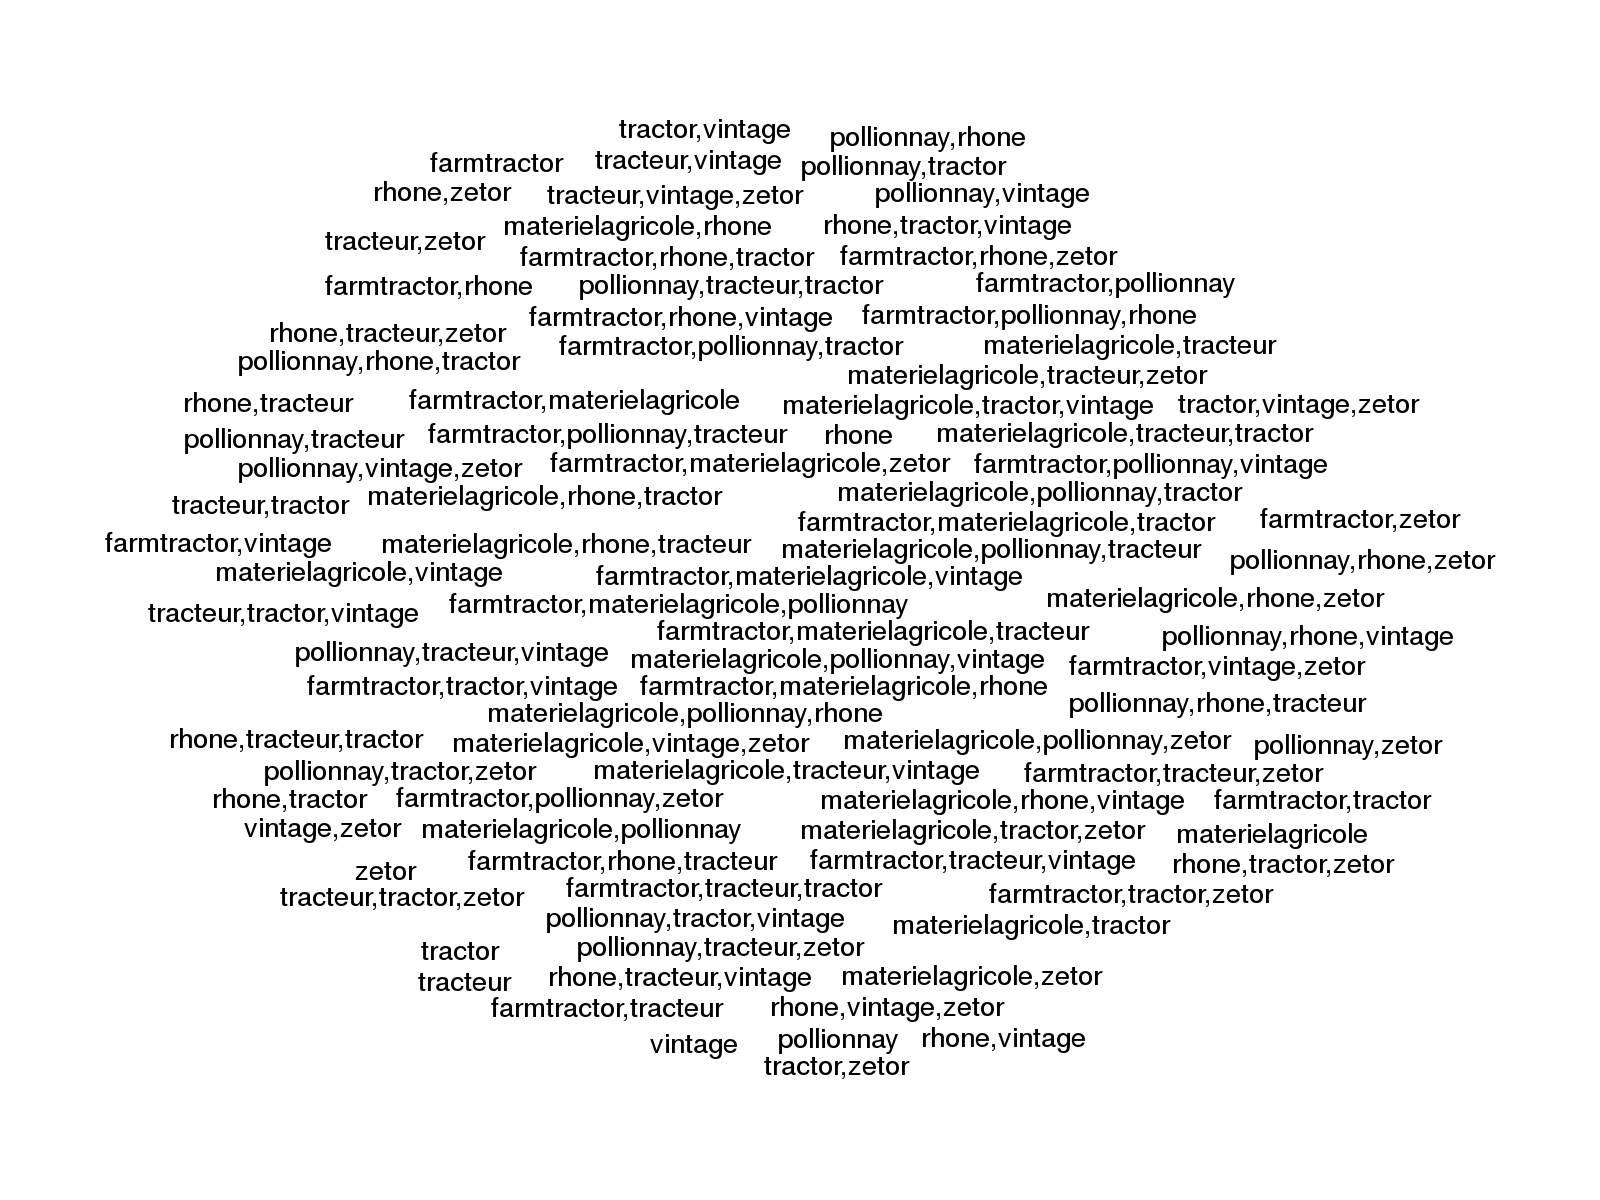 tractor,vintage
pollionnay,rhone
farmtractor
tracteur,vintage
pollionnay,tractor
rhone,zetor
tracteur,vintage,zetor
pollionnay,vintage
materielagricole,rhone
rhone,tractor,vintage
tracteur,zetor
farmtractor,rhone,tractor
farmtractor,rhone,zetor
farmtractor,rhone
pollionnay,tracteur,tractor
farmtractor,pollionnay
farmtractor,rhone,vintage
farmtractor,pollionnay,rhone
rhone,tracteur,zetor
farmtractor,pollionnay,tractor
materielagricole,tracteur
pollionnay,rhone,tractor
materielagricole,tracteur,zetor
rhone,tracteur
farmtractor,materielagricole
materielagricole,tractor,vintage
tractor,vintage,zetor
pollionnay,tracteur
farmtractor,pollionnay,tracteur
rhone
materielagricole,tracteur,tractor
pollionnay,vintage,zetor
farmtractor,materielagricole,zetor
farmtractor,pollionnay,vintage
tracteur,tractor
materielagricole,rhone,tractor
materielagricole,pollionnay,tractor
farmtractor,materielagricole,tractor
farmtractor,zetor
farmtractor,vintage
materielagricole,rhone,tracteur
materielagricole,pollionnay,tracteur
pollionnay,rhone,zetor
materielagricole,vintage
farmtractor,materielagricole,vintage
tracteur,tractor,vintage
farmtractor,materielagricole,pollionnay
materielagricole,rhone,zetor
farmtractor,materielagricole,tracteur
pollionnay,rhone,vintage
pollionnay,tracteur,vintage
materielagricole,pollionnay,vintage
farmtractor,vintage,zetor
farmtractor,tractor,vintage
farmtractor,materielagricole,rhone
pollionnay,rhone,tracteur
materielagricole,pollionnay,rhone
rhone,tracteur,tractor
materielagricole,vintage,zetor
materielagricole,pollionnay,zetor
pollionnay,zetor
pollionnay,tractor,zetor
materielagricole,tracteur,vintage
farmtractor,tracteur,zetor
rhone,tractor
farmtractor,pollionnay,zetor
materielagricole,rhone,vintage
farmtractor,tractor
vintage,zetor
materielagricole,pollionnay
materielagricole,tractor,zetor
materielagricole
zetor
farmtractor,rhone,tracteur
farmtractor,tracteur,vintage
rhone,tractor,zetor
tracteur,tractor,zetor
farmtractor,tracteur,tractor
farmtractor,tractor,zetor
pollionnay,tractor,vintage
materielagricole,tractor
tractor
pollionnay,tracteur,zetor
tracteur
rhone,tracteur,vintage
materielagricole,zetor
farmtractor,tracteur
rhone,vintage,zetor
vintage
pollionnay
rhone,vintage
tractor,zetor